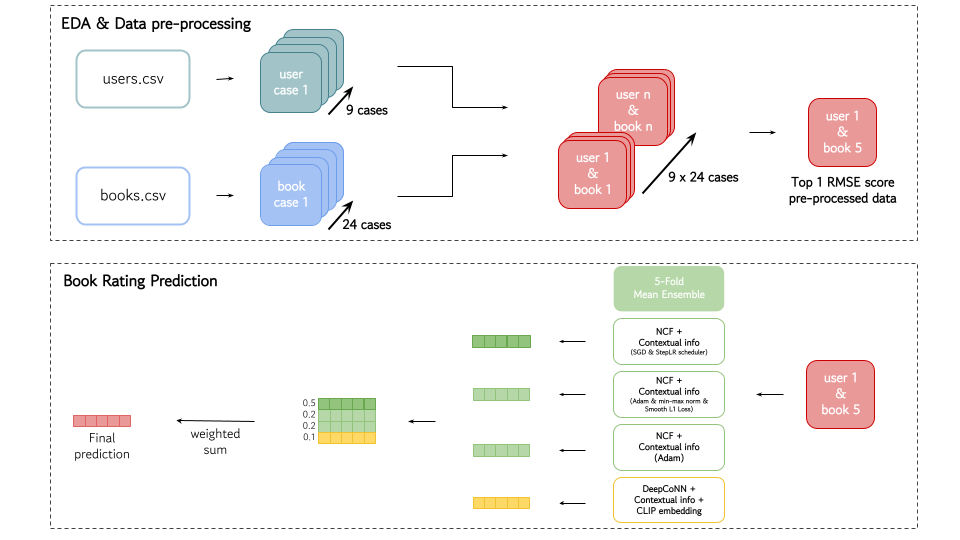 EDA & Data pre-processing
users.csv
user
case 1
9 cases
books.csv
book
case 1
24 cases
user n
&
book n
user 1
&
book 1
9 x 24 cases
user 1
&
book 5
Top 1 RMSE score
pre-processed data
Book Rating Prediction
5-Fold
Mean Ensemble
NCF +
Contextual info
(SGD & StepLR scheduler)
NCF +
Contextual info
(Adam & min-max norm &
Smooth L1 Loss)
NCF +
Contextual info
(Adam)
DeepCoNN +
Contextual info +
CLIP embedding
user 1
&
book 5
0.5
0.2
0.2
0.1
weighted
sum
Final
prediction